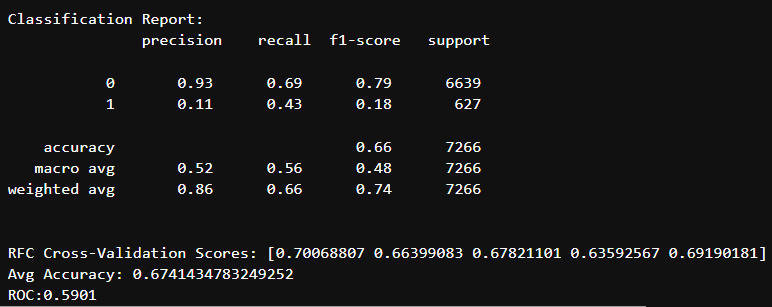 Classification Report:
precision recall f1-score support
0 0.93 0.69 0.79 6639
1 0.11 0.43 0.18 627
accuracy 0.66 7266
macro avg 0.52 0.56 0.48 7266
weighted avg 0.86 0.66 0.74 7266
RFC Cross-Validation Scores: [0.70068807 0.66399083 0.67821101 0.63592567 0.69190181]
Avg Accuracy: 0.6741434783249252
ROC:0.5901